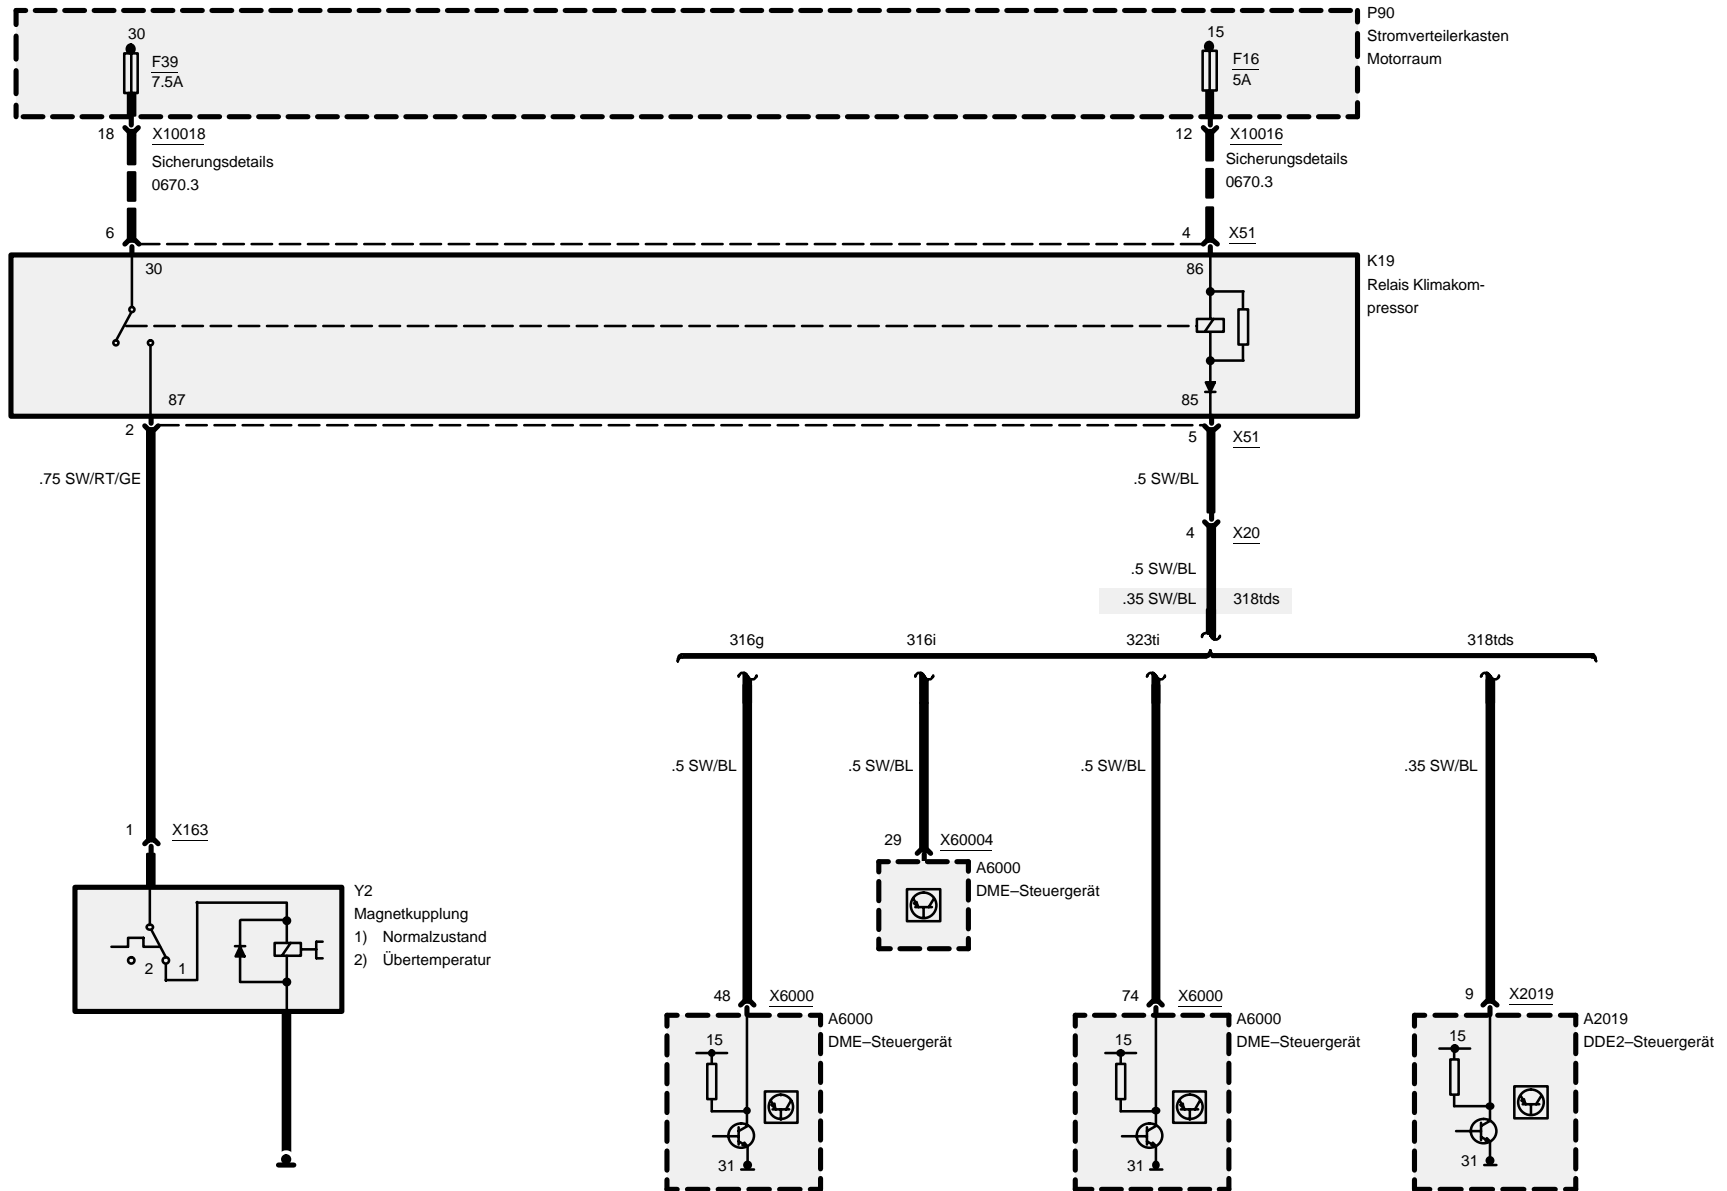 P90
Stromverteilerkasten
Motorraum
30
F39
7.5A
15
F16
5A
18 X10018
Sicherungsdetails
0670.3
12 X10016
Sicherungsdetails
0670.3
6
4 X51
30
86
K19
Relais Klimakom-
pressor
87
85
2
5 X51
.75 SW/RT/GE
.5 SW/BL
4 X20
.5 SW/BL
.35 SW/BL 318tds
316g 316i 323ti 318tds
.5 SW/BL .5 SW/BL .5 SW/BL .35 SW/BL
1 X163
29 X60004
A6000
DME–Steuergerät
Y2
Magnetkupplung
1) Normalzustand
2) Übertemperatur
2 1
48 X6000
A6000
DME–Steuergerät
15
31
74 X6000
A6000
DME–Steuergerät
15
31
9 X2019
A2019
DDE2–Steuergerät
15
31